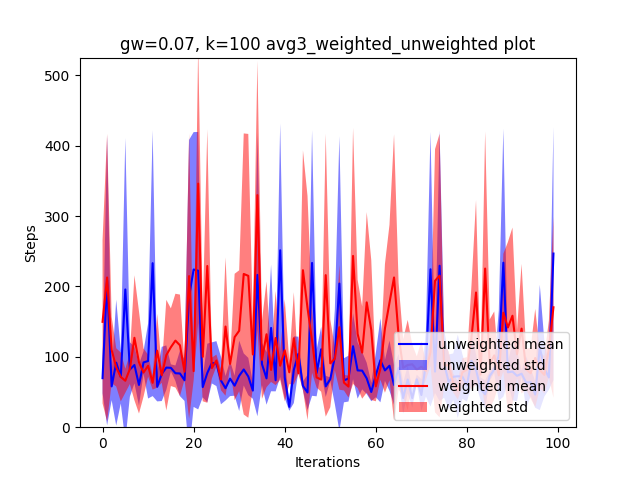 gw=0.07, k=100 avg3_weighted_unweighted plot
500
400
300
200
100
0
Steps
0 20 40 60 80 100
Iterations
unweighted mean
unweighted std
weighted mean
weighted std